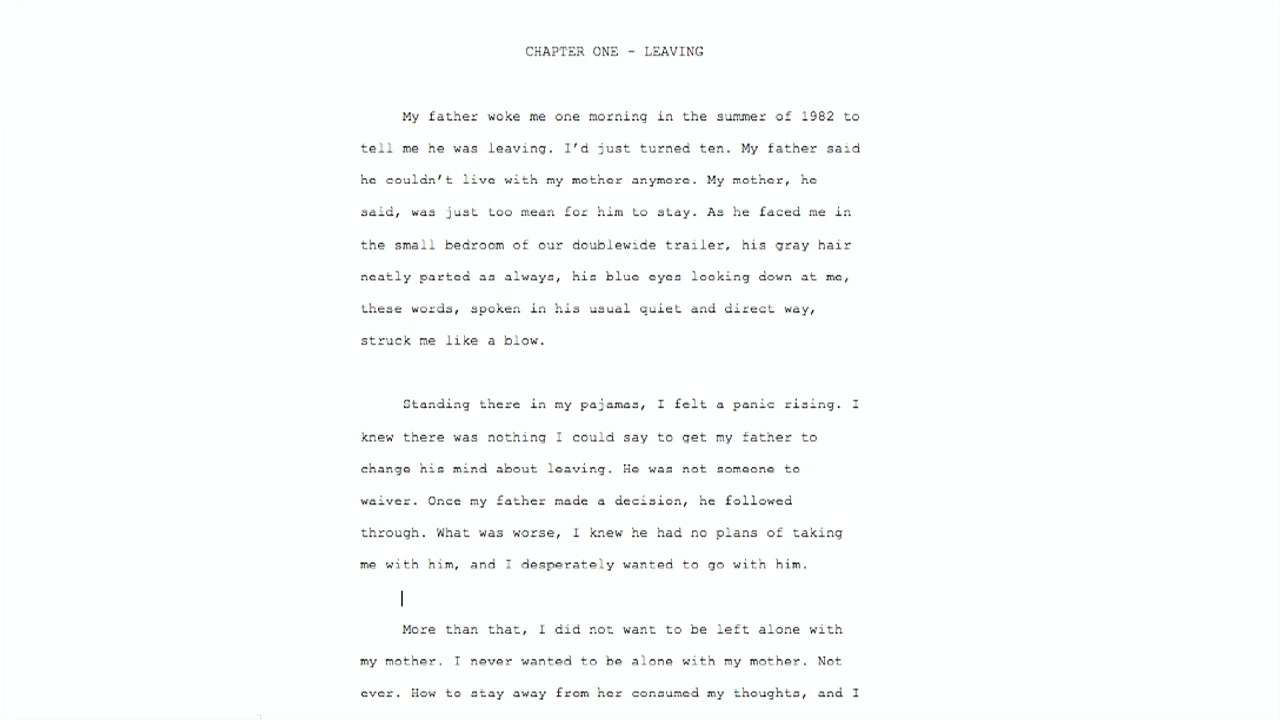 CHAPTER ONE - LEAVING
My father woke me one morning in the summer of 1982 to
tell me he was leaving. I'd just turned ten. My father said
he couldn't live with my mother anymore. My mother, he
said, was just too mean for him to stay. As he faced me in
the small bedroom of our doublewide trailer, his gray hair
neatly parted as always, his blue eyes looking down at me,
these words, spoken in his usual quiet and direct way,
struck me like a blow.
Standing there in my pajamas, I felt a panic rising. I
knew there was nothing I could say to get my father to
change his mind about leaving. He was not someone to
waiver. Once my father made a decision, he followed
through. What was worse, I knew he had no plans of taking
me with him, and I desperately wanted to go with him.
More than that, I did not want to be left alone with
my mother. I never wanted to be alone with my mother. Not
ever. How to stay away from her consumed my thoughts, and I